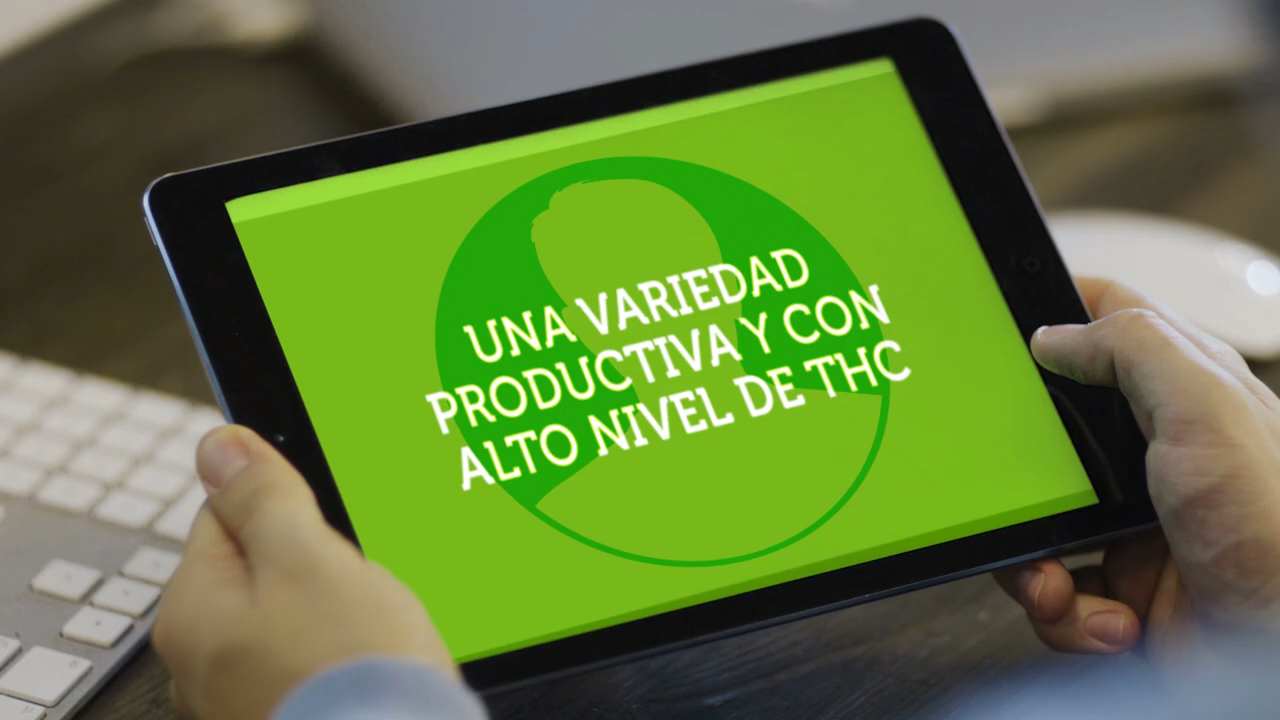 UNA VARIEDAD
PRODUCTIVA Y CON
ALTO NIVEL DE THC